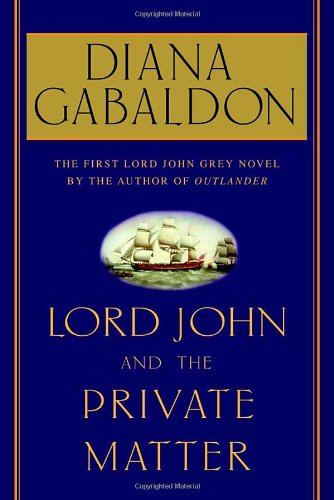 DIANA
GABALDON
THE FIRST LORD JOHN GREY NOVEL
BY THE AUTHOR OF OUTLANDER
LORD JOHN
AND THE
PRIVATE
MATTER